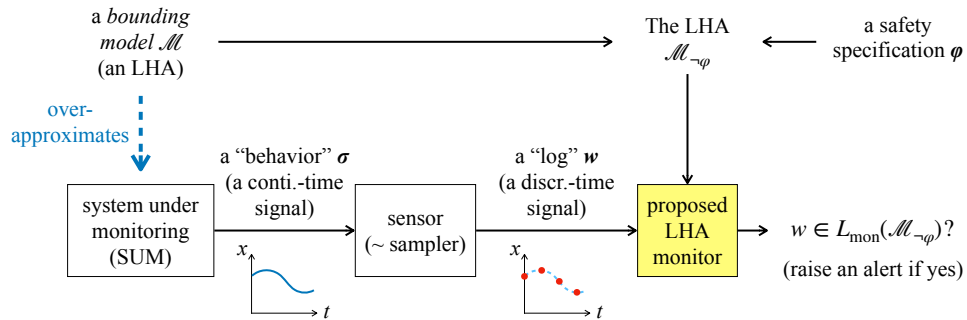 a bounding
model ℳ
(an LHA)
The LHA
ℳ¬φ
a safety
specification φ
over-
approximates
a “behavior” σ
(a conti.-time
signal)
a “log” w
(a discr.-time
signal)
system under
monitoring
(SUM)
sensor
(~ sampler)
proposed
LHA
monitor
w ∈ Lmon(ℳ¬φ)?
(raise an alert if yes)
x
t
x
t